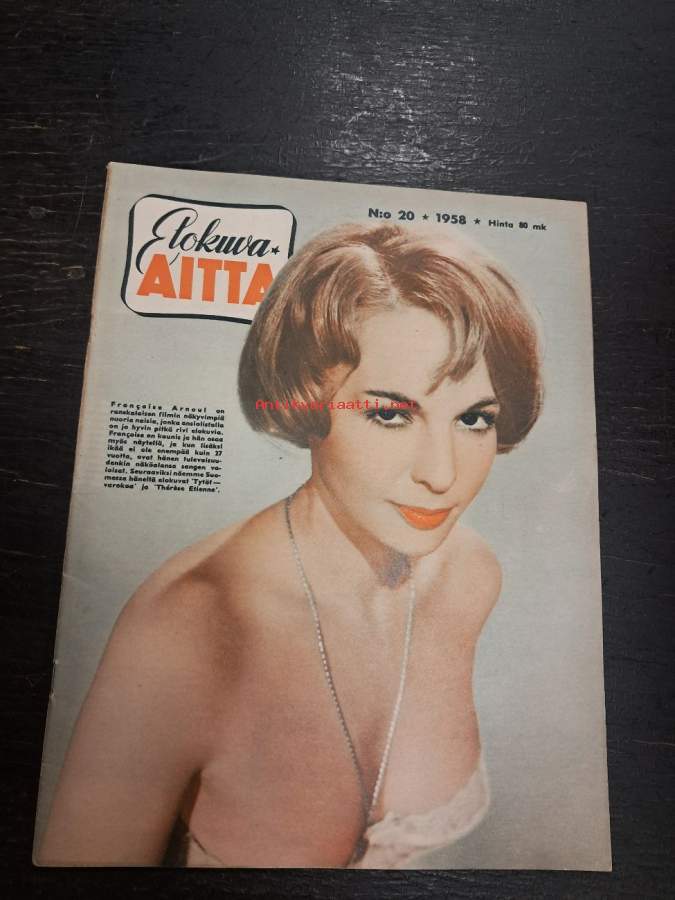 N:o 20 ★ 1958 ★ Hinta 80 mk
Elokuva-
AITTA
Antikvariaatti.net
Françoise Arnoul on
ranskalaisen filmin näkyvimpiä
nuoria naisia, jonka ansiolistalla
on jo hyvin pitkä rivi elokuvia.
Françoise on kaunis ja hän osaa
myös näytellä, ja kun lisäksi
ikää ei ole enempää kuin 27
vuotta, ovat hänen tulevaisuu-
denkin näköalansa sangen va-
loisat. Seuraaviksi näemme Suo-
messa häneltä elokuvat 'Tytöt —
varokaa' ja 'Thérèse Etienne'.